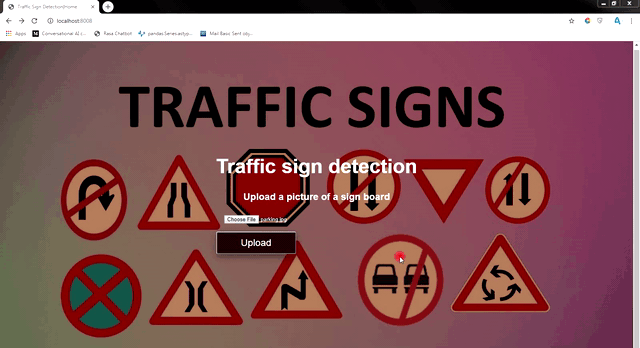 Traffic Sign Detection|Home
localhost:8008
Apps
Conversational AI: c
Rasa Chatbot
pandas.Series.astyp
Mail Basic Sent oky
TRAFFIC SIGNS
Traffic sign detection
Upload a picture of a sign board
Choose File parking.jpg
Upload